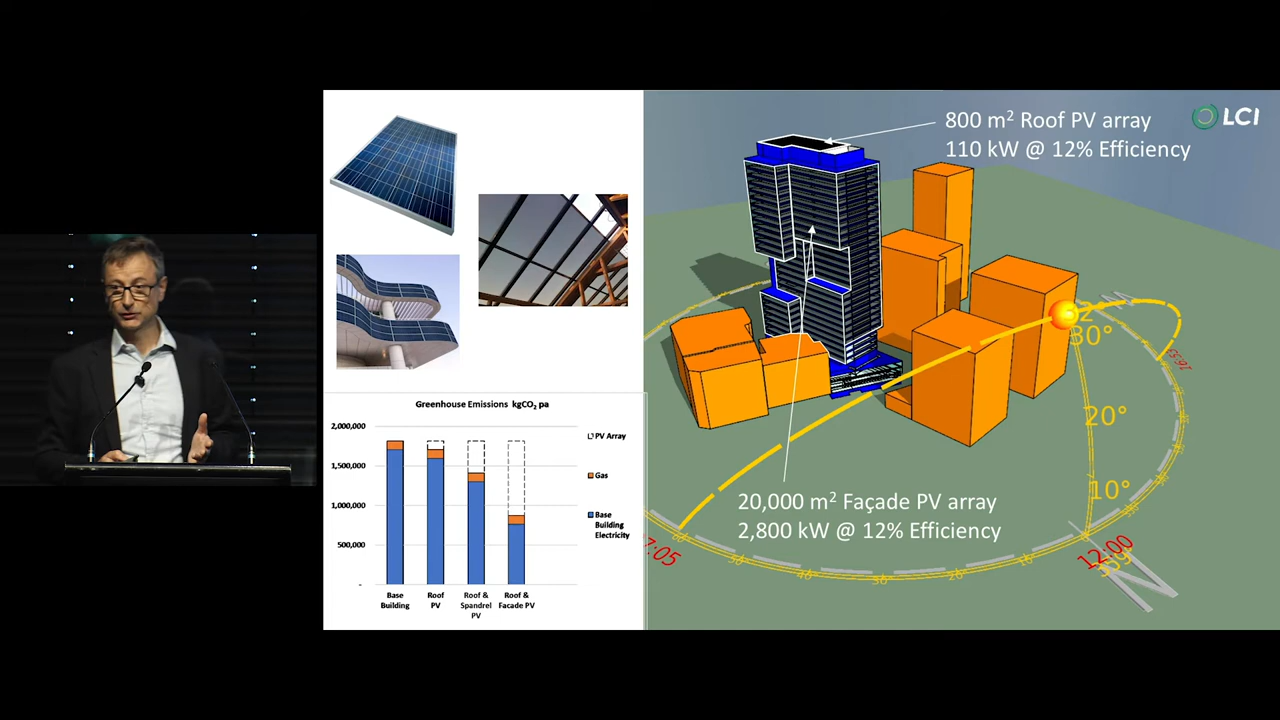 800 m² Roof PV array
110 kW @ 12% Efficiency
LCI
Greenhouse Emissions kgCO₂ pa
2,000,000
1,500,000
1,000,000
500,000
-
PV Array
Gas
Base
Building
Electricity
Base
Building
Roof
PV
Roof &
Spandrel
PV
Roof &
Facade PV
20,000 m² Façade PV array
2,800 kW @ 12% Efficiency
30°
20°
10°
7:05
12:00
N